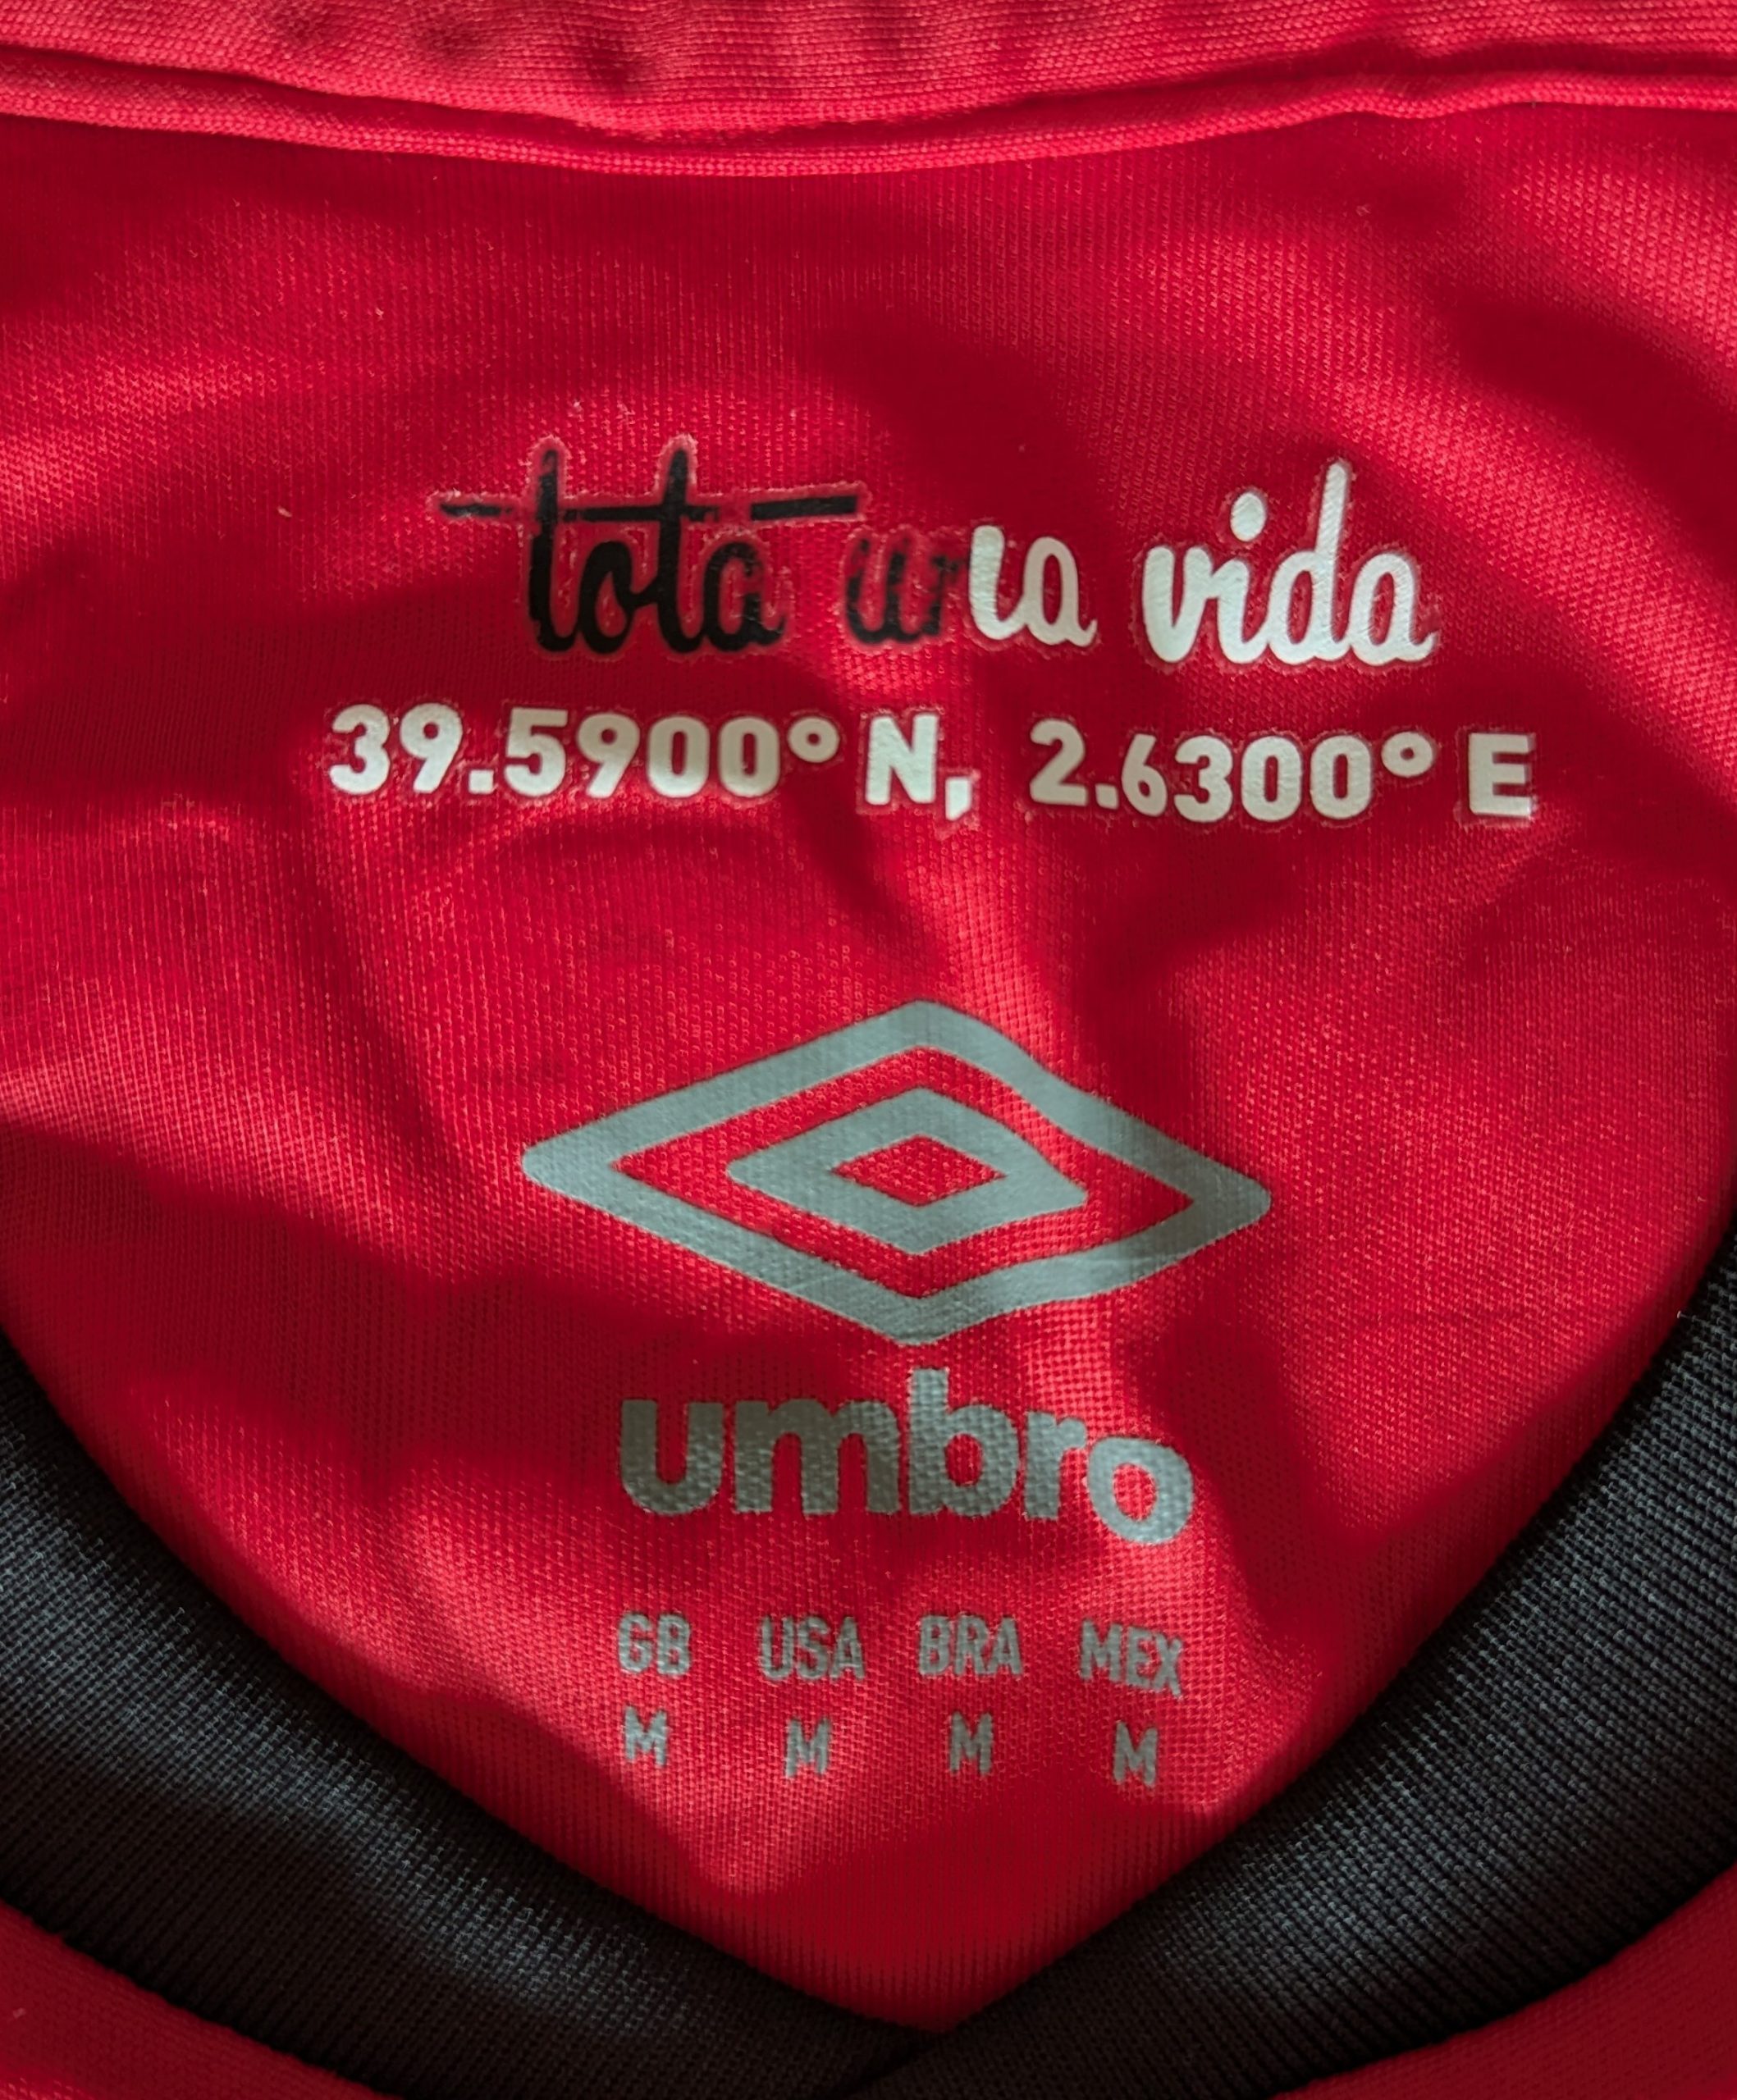 tota una vida
39.5900° N, 2.6300° E
umbro
GB USA BRA MEX
M M M M